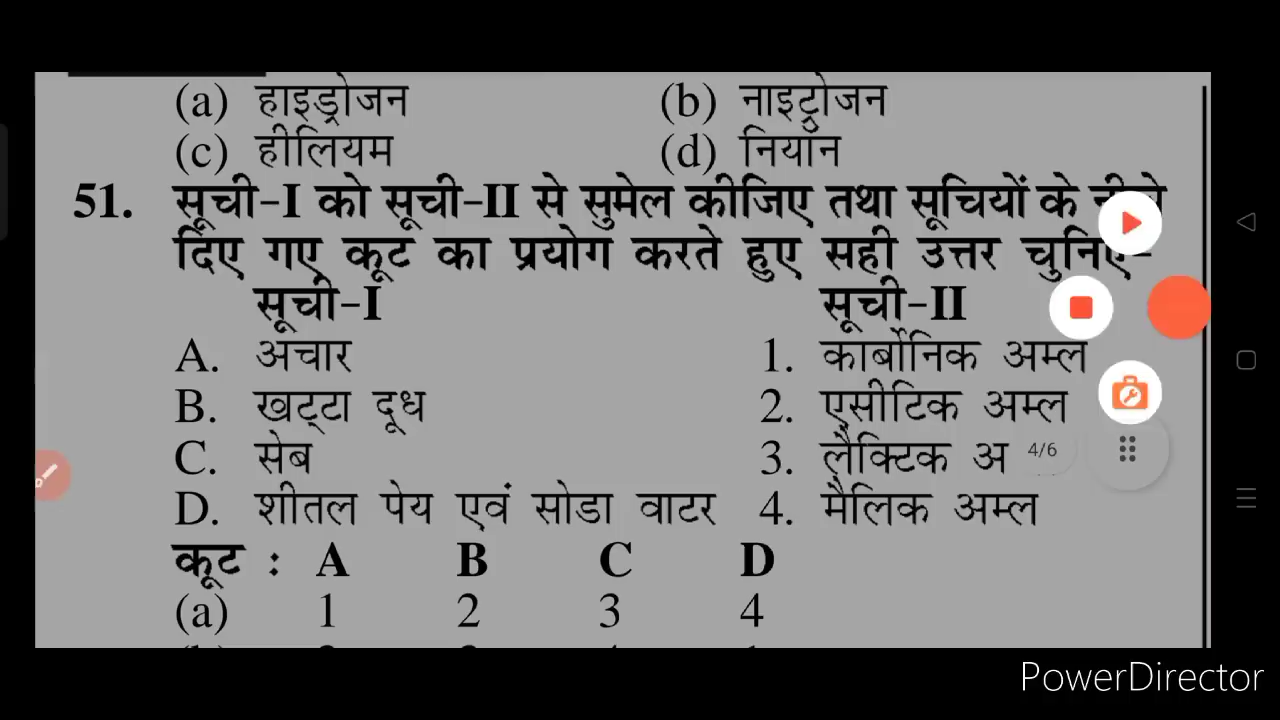 (a) हाइड्रोजन (b) नाइट्रोजन
(c) हीलियम (d) नियॉन
51. सूची-I को सूची-II से सुमेल कीजिए तथा सूचियों के
दिए गए कूट का प्रयोग करते हुए सही उत्तर चुनिए-
सूची-I सूची-II
A. अचार 1. कार्बोनिक अम्ल
B. खट्टा दूध 2. एसीटिक अम्ल
C. सेब 3. लैक्टिक अ 4/6
D. शीतल पेय एवं सोडा वाटर 4. मैलिक अम्ल
कूट : A B C D
(a) 1 2 3 4
PowerDirector